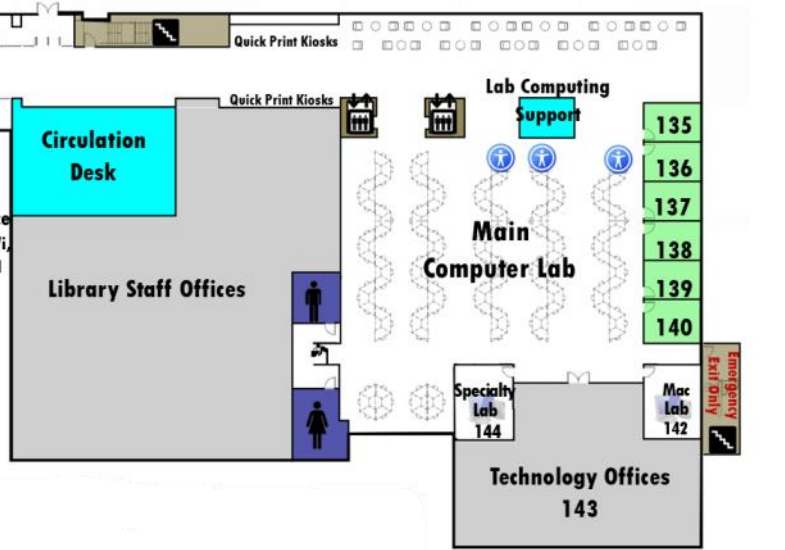 Quick Print Kiosks
Quick Print Kiosks
Lab Computing
Support
Circulation
Desk
135
136
137
138
139
140
Main
Computer Lab
Library Staff Offices
Specialty
Lab
144
Mac
Lab
142
Emergency
Exit Only
Technology Offices
143